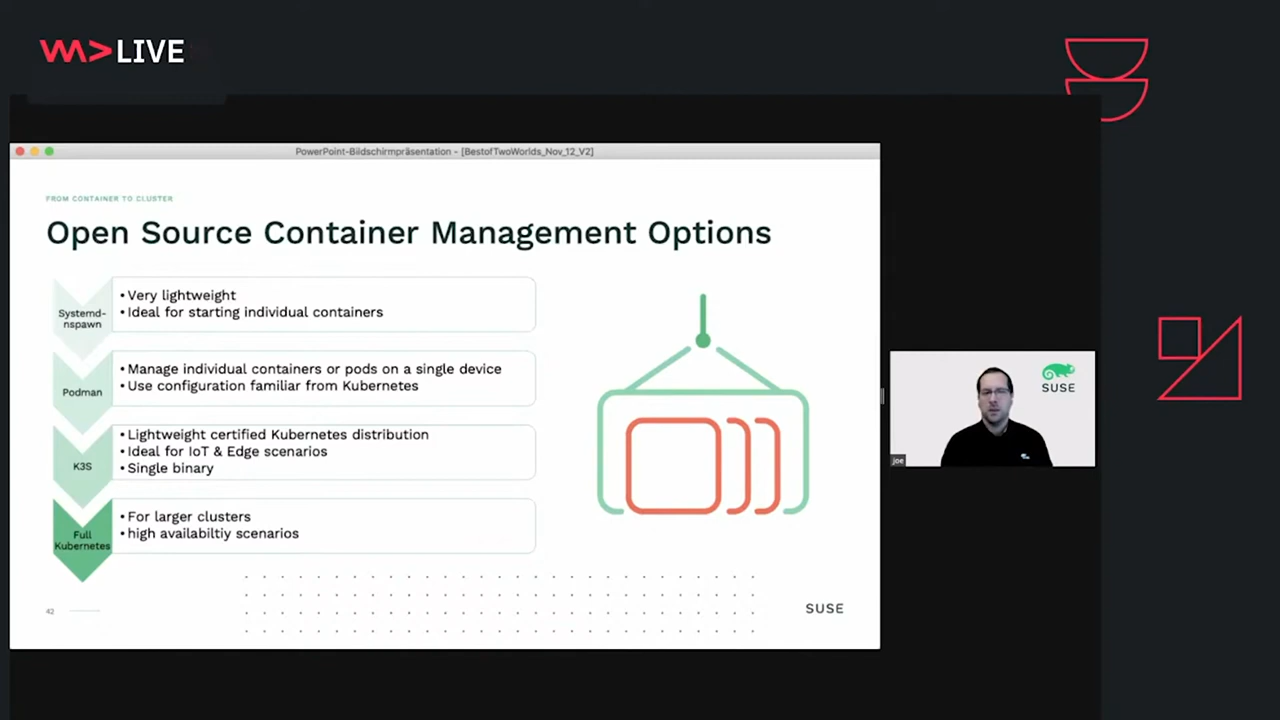 LIVE
PowerPoint-Bildschirmpräsentation - [BestofTwoWorlds_Nov_12_V2]
FROM CONTAINER TO CLUSTER
Open Source Container Management Options
Systemd-
nspawn
• Very lightweight
• Ideal for starting individual containers
Podman
• Manage individual containers or pods on a single device
• Use configuration familiar from Kubernetes
K3S
• Lightweight certified Kubernetes distribution
• Ideal for IoT & Edge scenarios
• Single binary
Full
Kubernetes
• For larger clusters
• high availabiltiy scenarios
42
SUSE
SUSE
joe